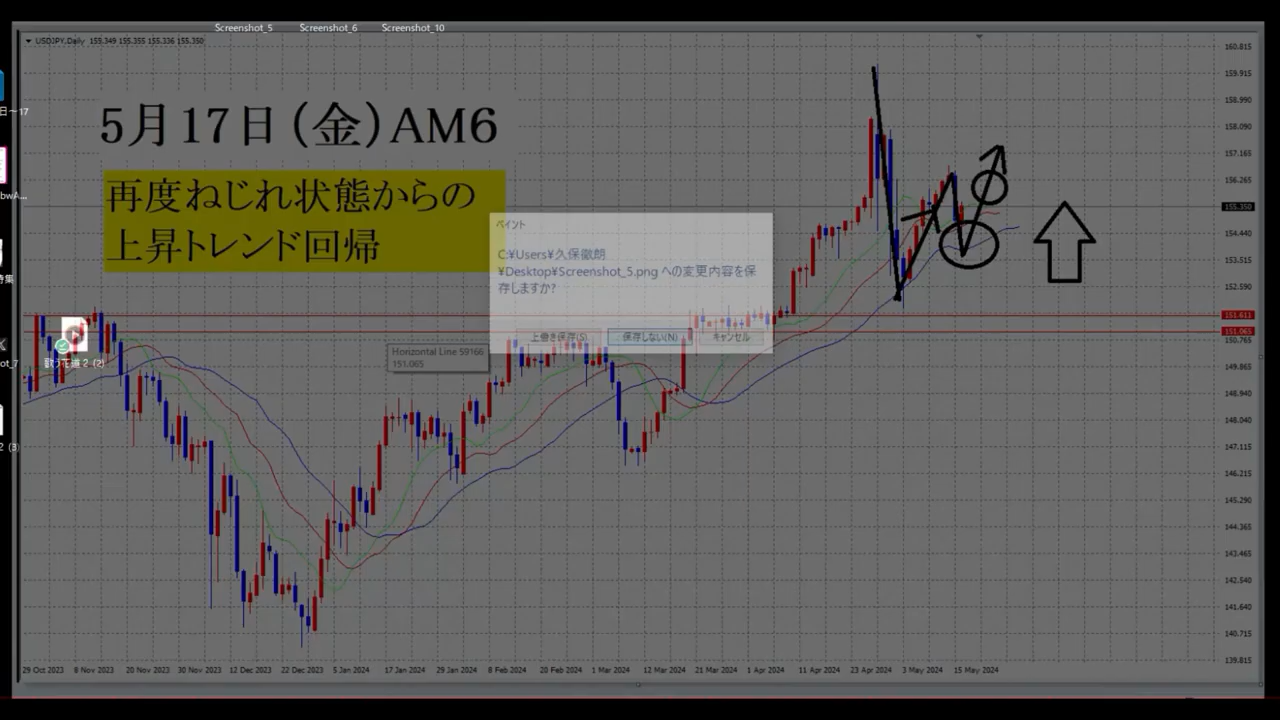 Screenshot_5 Screenshot_6 Screenshot_10
USDJPY,Daily 155.349 155.355 155.336 155.350
5月17日（金）AM6
再度ねじれ状態からの
上昇トレンド回帰
ペイント
C:¥Users¥久保徹朗
¥Desktop¥Screenshot_5.png への変更内容を保
存しますか?
上書き保存(S) 保存しない(N) キャンセル
Horizontal Line 59166
151.065
歌う花道２ (2)
160.815
159.915
158.990
158.090
157.165
156.265
155.350
154.440
153.515
152.590
151.611
151.065
150.765
149.865
148.940
148.040
147.115
146.215
145.290
144.365
143.465
142.540
141.640
140.715
139.815
29 Oct 2023 8 Nov 2023 20 Nov 2023 30 Nov 2023 12 Dec 2023 22 Dec 2023 5 Jan 2024 17 Jan 2024 29 Jan 2024 8 Feb 2024 20 Feb 2024 1 Mar 2024 12 Mar 2024 21 Mar 2024 1 Apr 2024 11 Apr 2024 23 Apr 2024 3 May 2024 15 May 2024